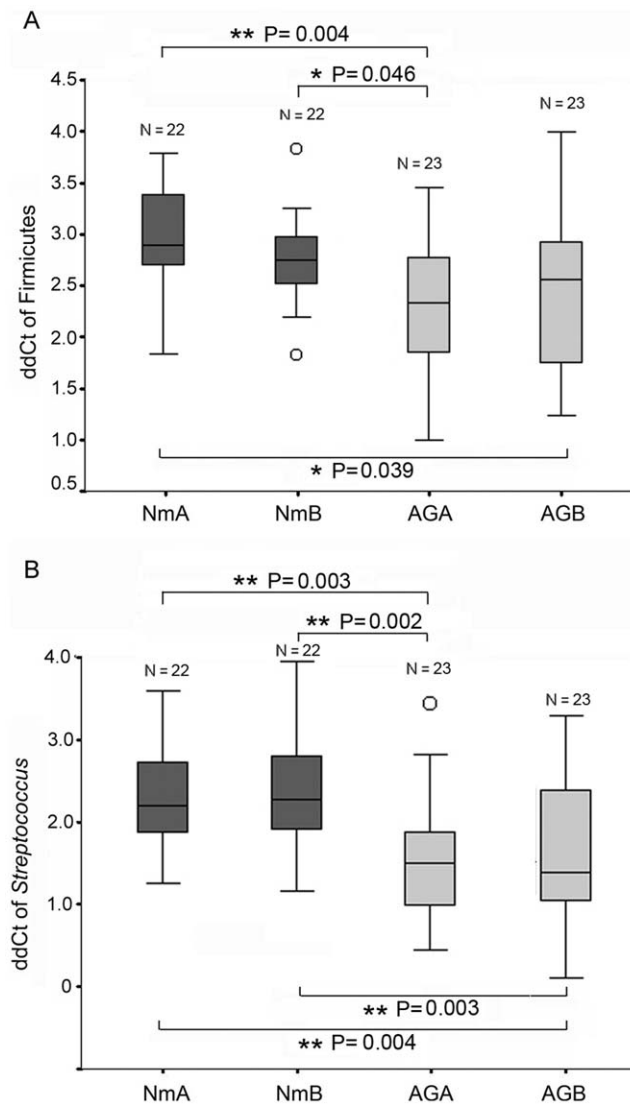 A
** P= 0.004
* P=0.046
4.5
N = 22
N = 22
N = 23
N = 23
4.0
3.5
3.0
2.5
2.0
1.5
1.0
0.5
ddCt of Firmicutes
* P=0.039
NmA
NmB
AGA
AGB
B
** P= 0.003
** P= 0.002
4.0
N = 22
N = 22
N = 23
N = 23
3.0
2.0
1.0
0
ddCt of Streptococcus
** P= 0.003
** P= 0.004
NmA
NmB
AGA
AGB